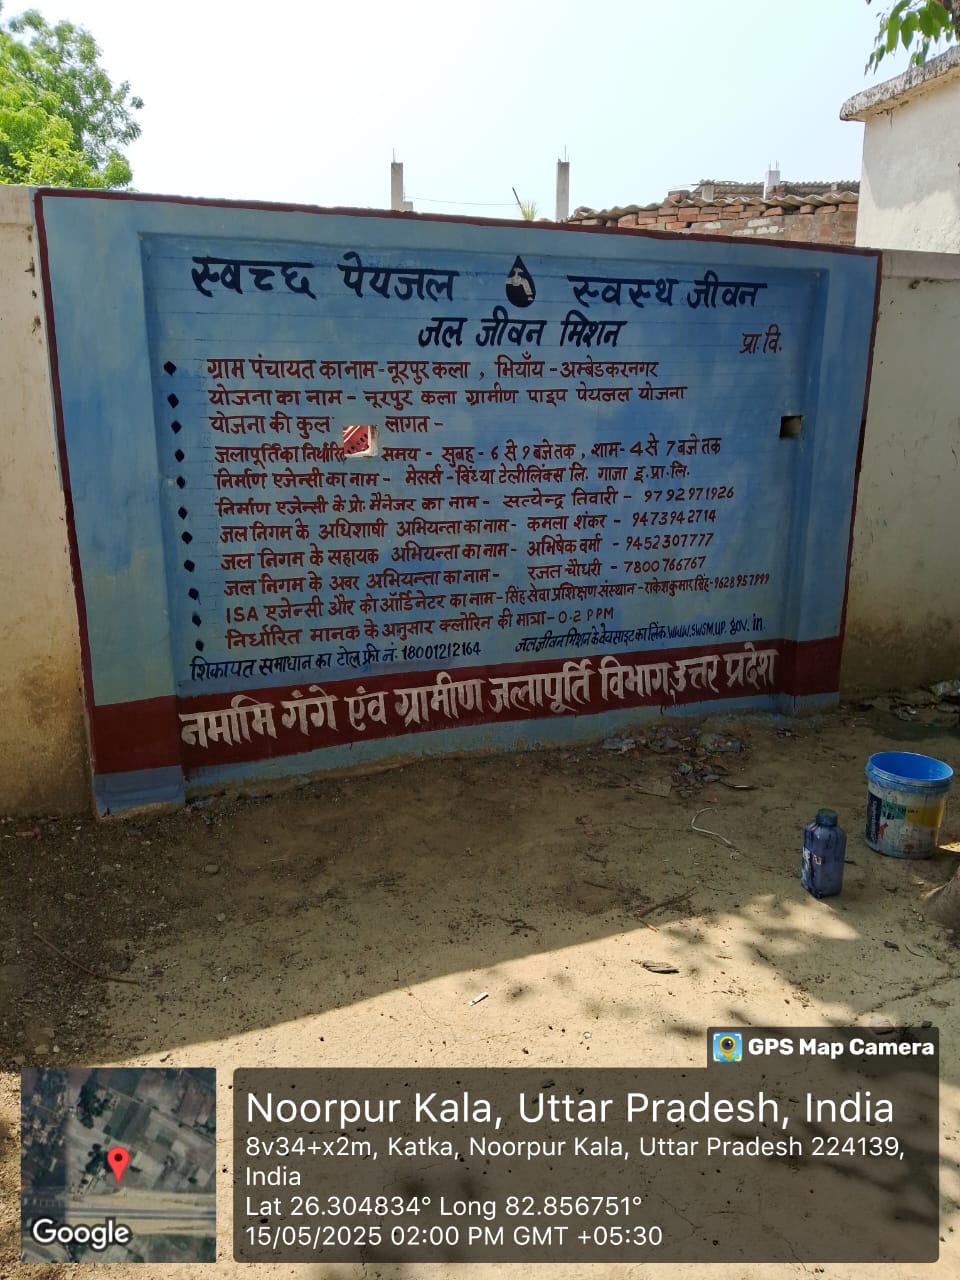 स्वच्छ पेयजल स्वस्थ जीवन
जल जीवन मिशन
प्रा.वि.
ग्राम पंचायत का नाम - नूरपुर कला , भियाँय - अम्बेडकरनगर
योजना का नाम - नूरपुर कला ग्रामीण पाइप पेयजल योजना
योजना की कुल लागत -
जलापूर्ति का निर्धारित समय - सुबह - 6 से 9 बजे तक , शाम - 4 से 7 बजे तक
निर्माण एजेन्सी का नाम - मेसर्स - विंध्या टेलीलिंक्स लि. गाजा इ.प्रा.लि.
निर्माण एजेन्सी के प्रो. मैनेजर का नाम - सत्येन्द्र तिवारी - 9792971926
जल निगम के अधिशाषी अभियन्ता का नाम - कमला शंकर - 9473942714
जल निगम के सहायक अभियन्ता का नाम - अभिषेक वर्मा - 9452307777
जल निगम के अवर अभियन्ता का नाम - रजत चौधरी - 7800766767
ISA एजेन्सी और को ऑर्डिनेटर का नाम - सिंह सेवा प्रशिक्षण संस्थान - राकेश कुमार सिंह - 9628957999
निर्धारित मानक के अनुसार क्लोरिन की मात्रा - 0.2 PPM
शिकायत समाधान का टोल फ्री नं: 18001212164 जल जीवन मिशन के वेबसाइट का लिंक. www.swsm.up.gov.in
नमामि गंगे एंव ग्रामीण जलापूर्ति विभाग, उत्तर प्रदेश
GPS Map Camera
Noorpur Kala, Uttar Pradesh, India
8v34+x2m, Katka, Noorpur Kala, Uttar Pradesh 224139,
India
Lat 26.304834° Long 82.856751°
15/05/2025 02:00 PM GMT +05:30
Google